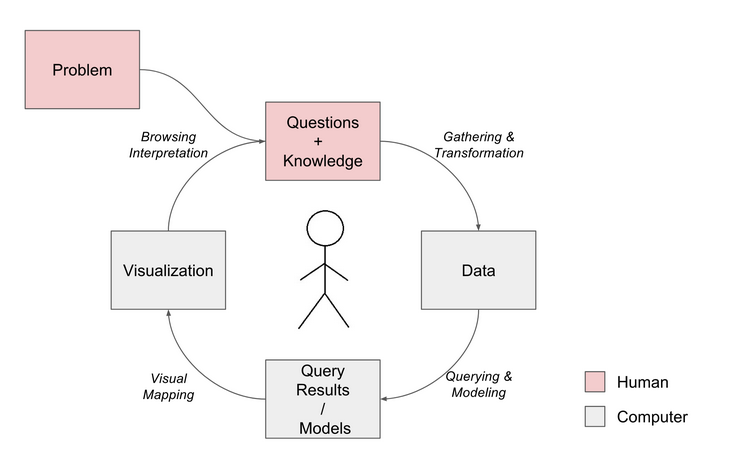 Problem
Questions
+
Knowledge
Browsing
Interpretation
Gathering &
Transformation
Visualization
Data
Query
Results
/
Models
Visual
Mapping
Querying &
Modeling
Human
Computer